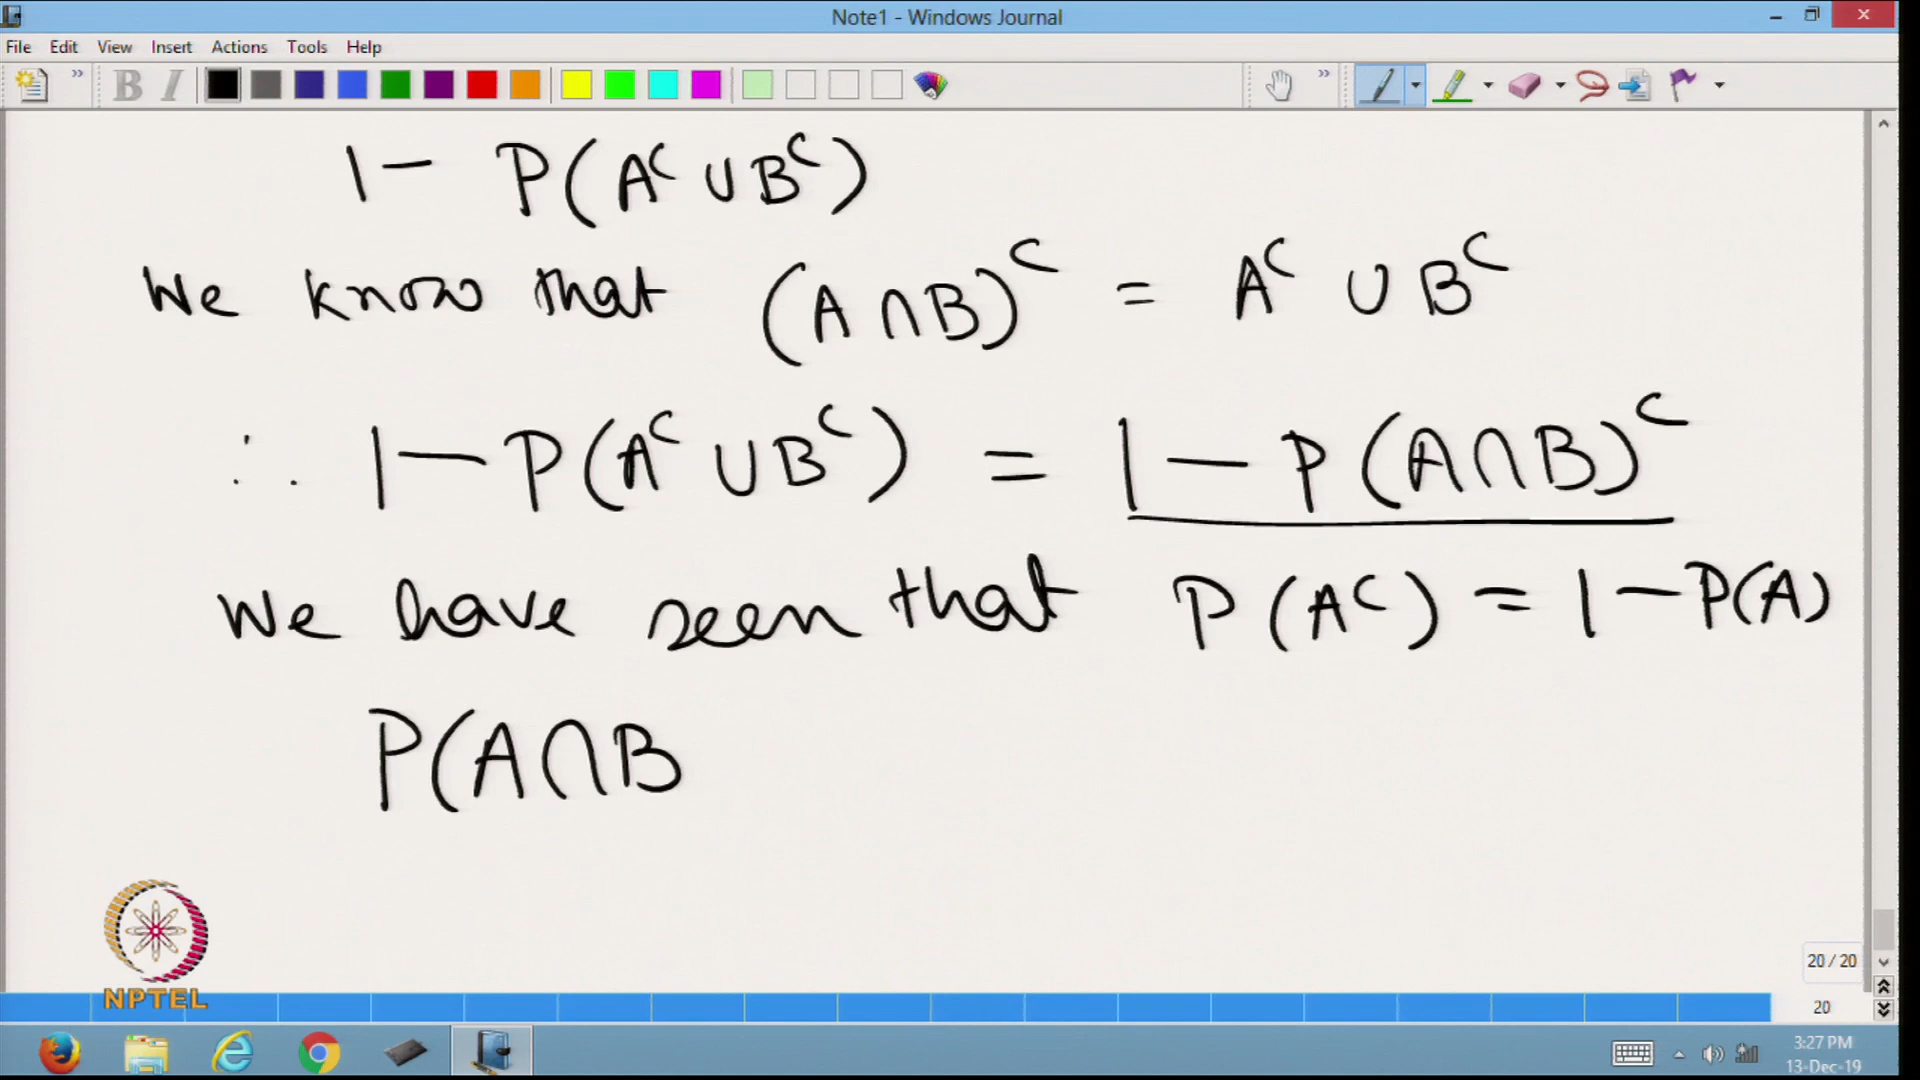 Note1 - Windows Journal
File Edit View Insert Actions Tools Help
B I
1 - P(A^c ∪ B^c)
We know that (A ∩ B)^c = A^c ∪ B^c
∴ 1 - P(A^c ∪ B^c) = 1 - P(A ∩ B)^c
We have seen that P(A^c) = 1 - P(A)
P(A ∩ B
NPTEL
20 / 20
20
3:27 PM
13-Dec-19